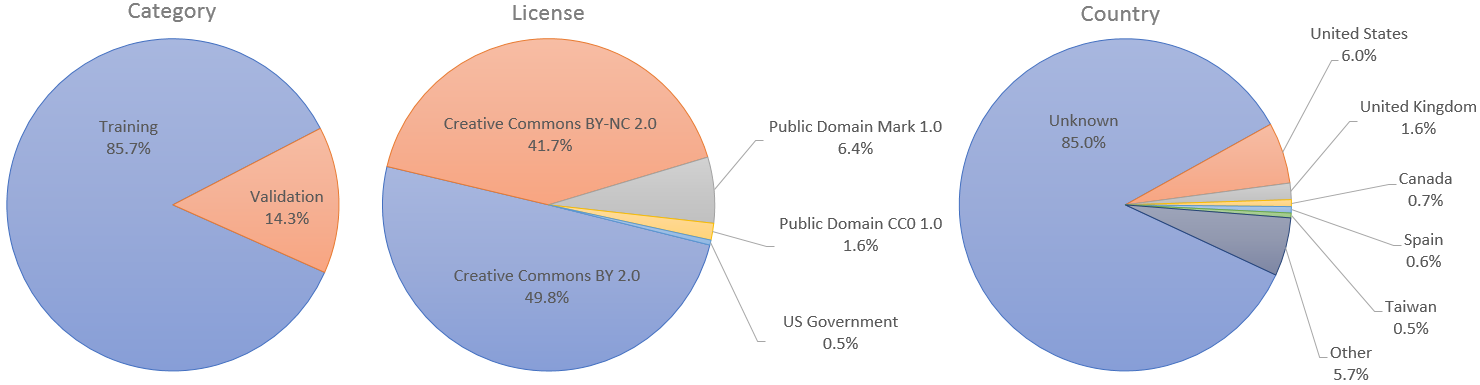 Category
Training
85.7%
Validation
14.3%
License
Creative Commons BY-NC 2.0
41.7%
Public Domain Mark 1.0
6.4%
Public Domain CC0 1.0
1.6%
Creative Commons BY 2.0
49.8%
US Government
0.5%
Country
United States
6.0%
Unknown
85.0%
United Kingdom
1.6%
Canada
0.7%
Spain
0.6%
Taiwan
0.5%
Other
5.7%